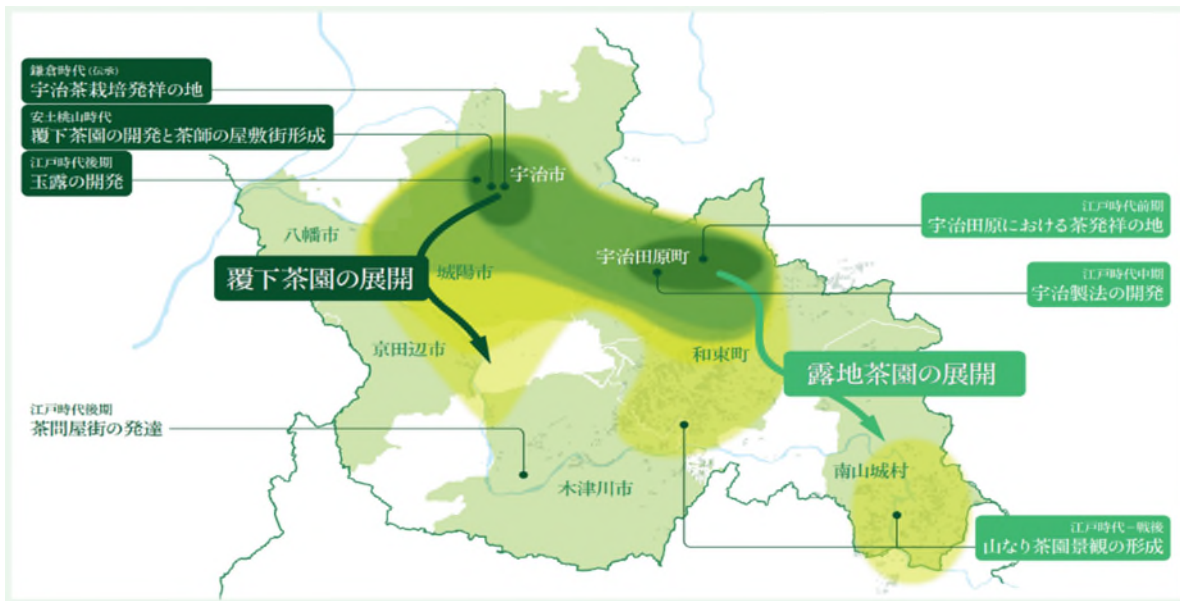 鎌倉時代(伝承)
宇治茶栽培発祥の地
安土桃山時代
覆下茶園の開発と茶師の屋敷街形成
江戸時代後期
玉露の開発
宇治市
八幡市
城陽市
覆下茶園の展開
京田辺市
江戸時代後期
茶問屋街の発達
木津川市
宇治田原町
和束町
江戸時代前期
宇治田原における茶発祥の地
江戸時代中期
宇治製法の開発
露地茶園の展開
南山城村
江戸時代-戦後
山なり茶園景観の形成